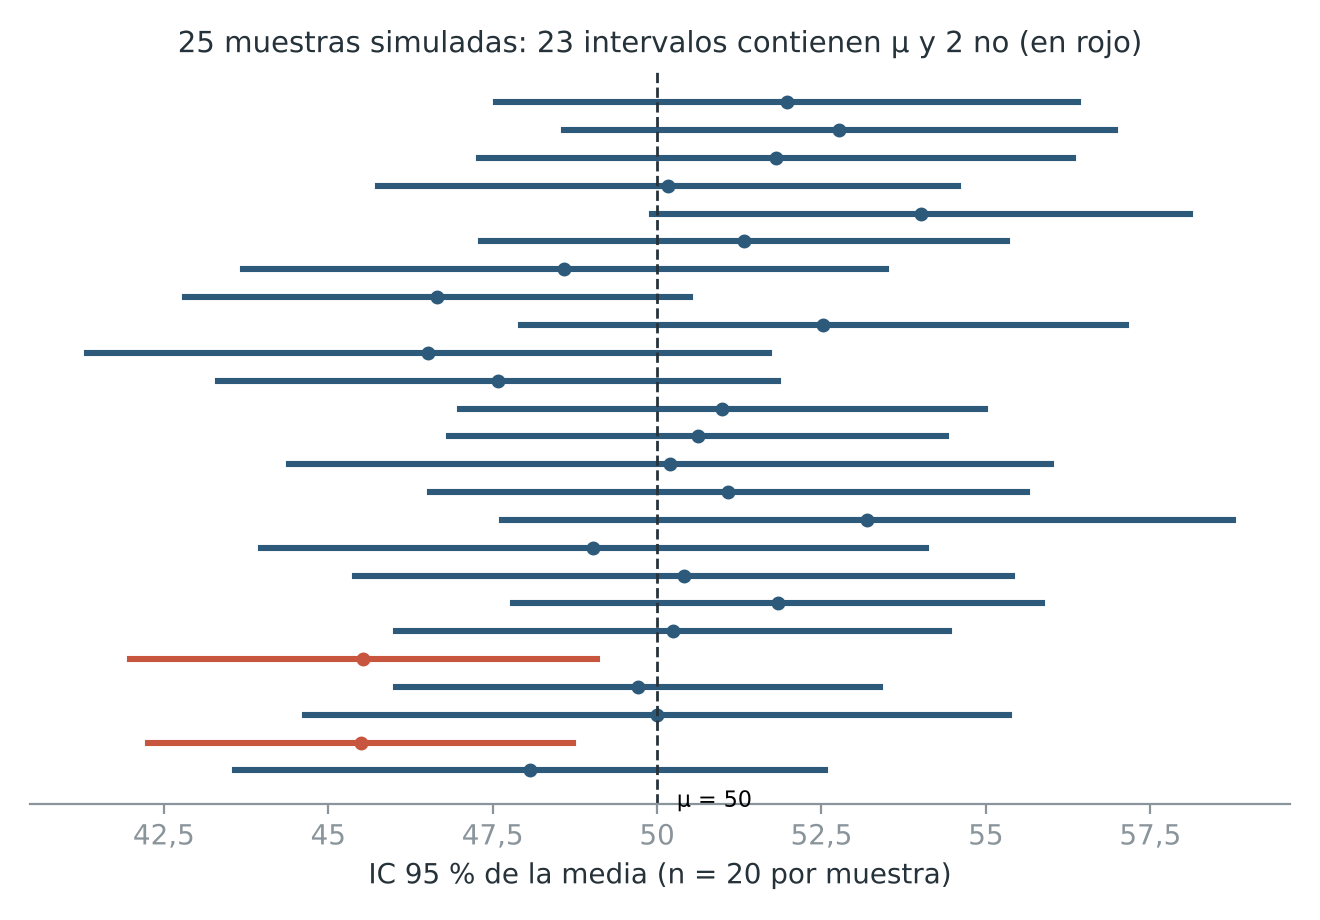 25 muestras simuladas: 23 intervalos contienen μ y 2 no (en rojo)
μ = 50
42,5 45 47,5 50 52,5 55 57,5
IC 95 % de la media (n = 20 por muestra)